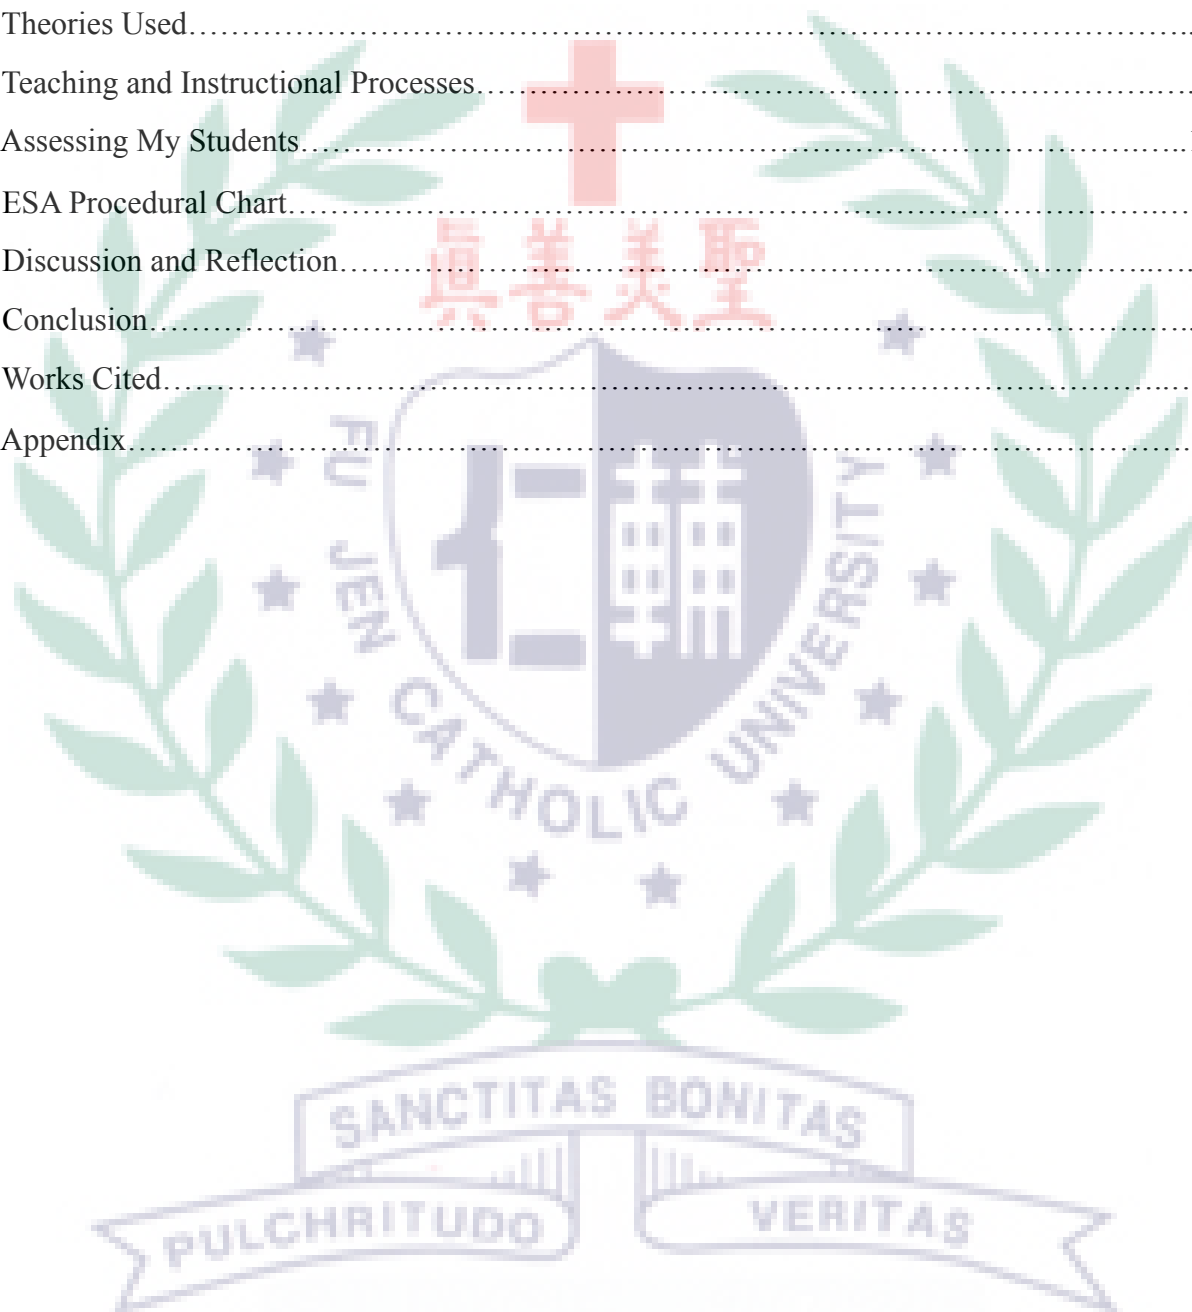 Theories Used……………………………………………………………………………………
Teaching and Instructional Processes……………………………………………………………
Assessing My Students……………………………………………………………………………
ESA Procedural Chart……………………………………………………………………………
Discussion and Reflection………………………………………………………………………
Conclusion…………………………………………………………………………………………
Works Cited………………………………………………………………………………………
Appendix……………………………………………………………………………………………
眞善美聖
輔仁
FU JEN CATHOLIC UNIVERSITY
SANCTITAS BONITAS
PULCHRITUDO VERITAS